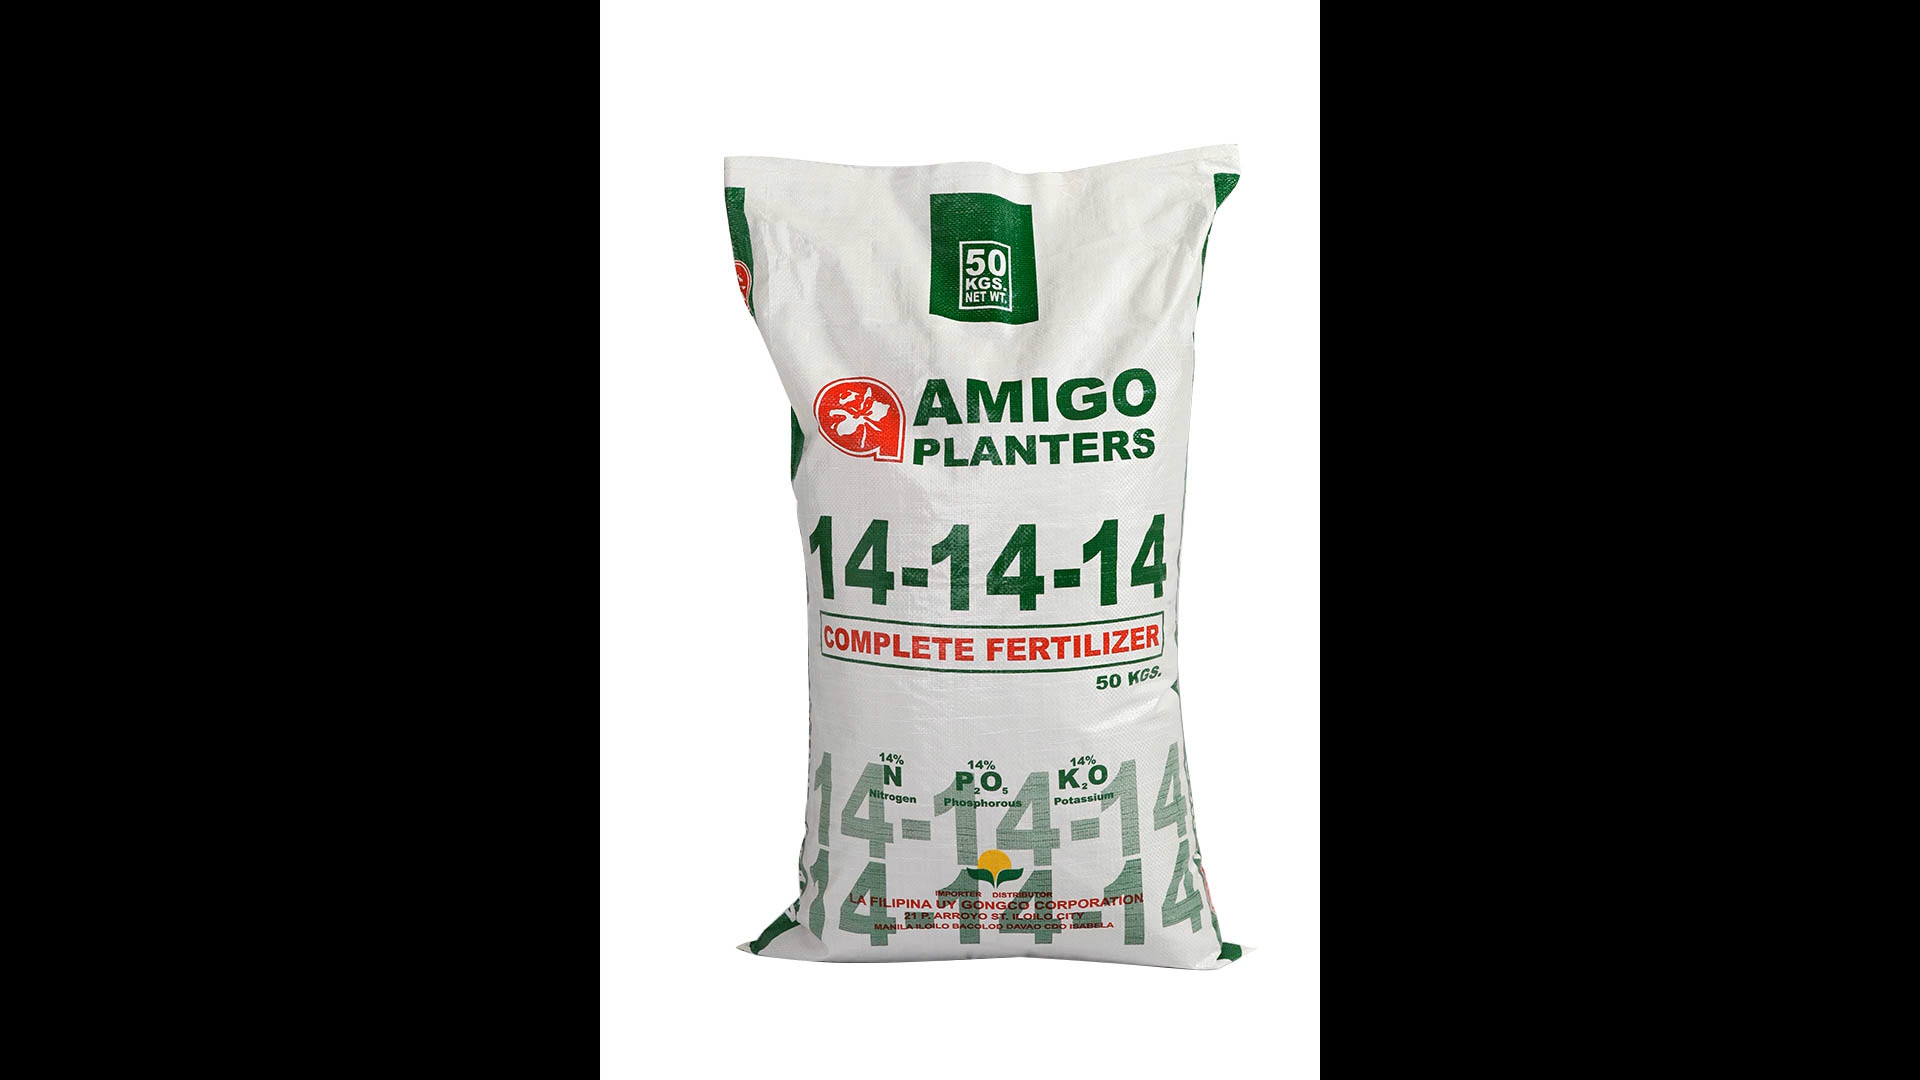 50
KGS.
NET WT.
AMIGO
PLANTERS
14-14-14
COMPLETE FERTILIZER
50 KGS.
14% 14% 14%
N P2O5 K2O
Nitrogen Phosphorous Potassium
14-14-14
14-14-14
IMPORTER DISTRIBUTOR
LA FILIPINA UY GONGCO CORPORATION
21 P. ARROYO ST. ILOILO CITY
MANILA ILOILO BACOLOD DAVAO CDO ISABELA